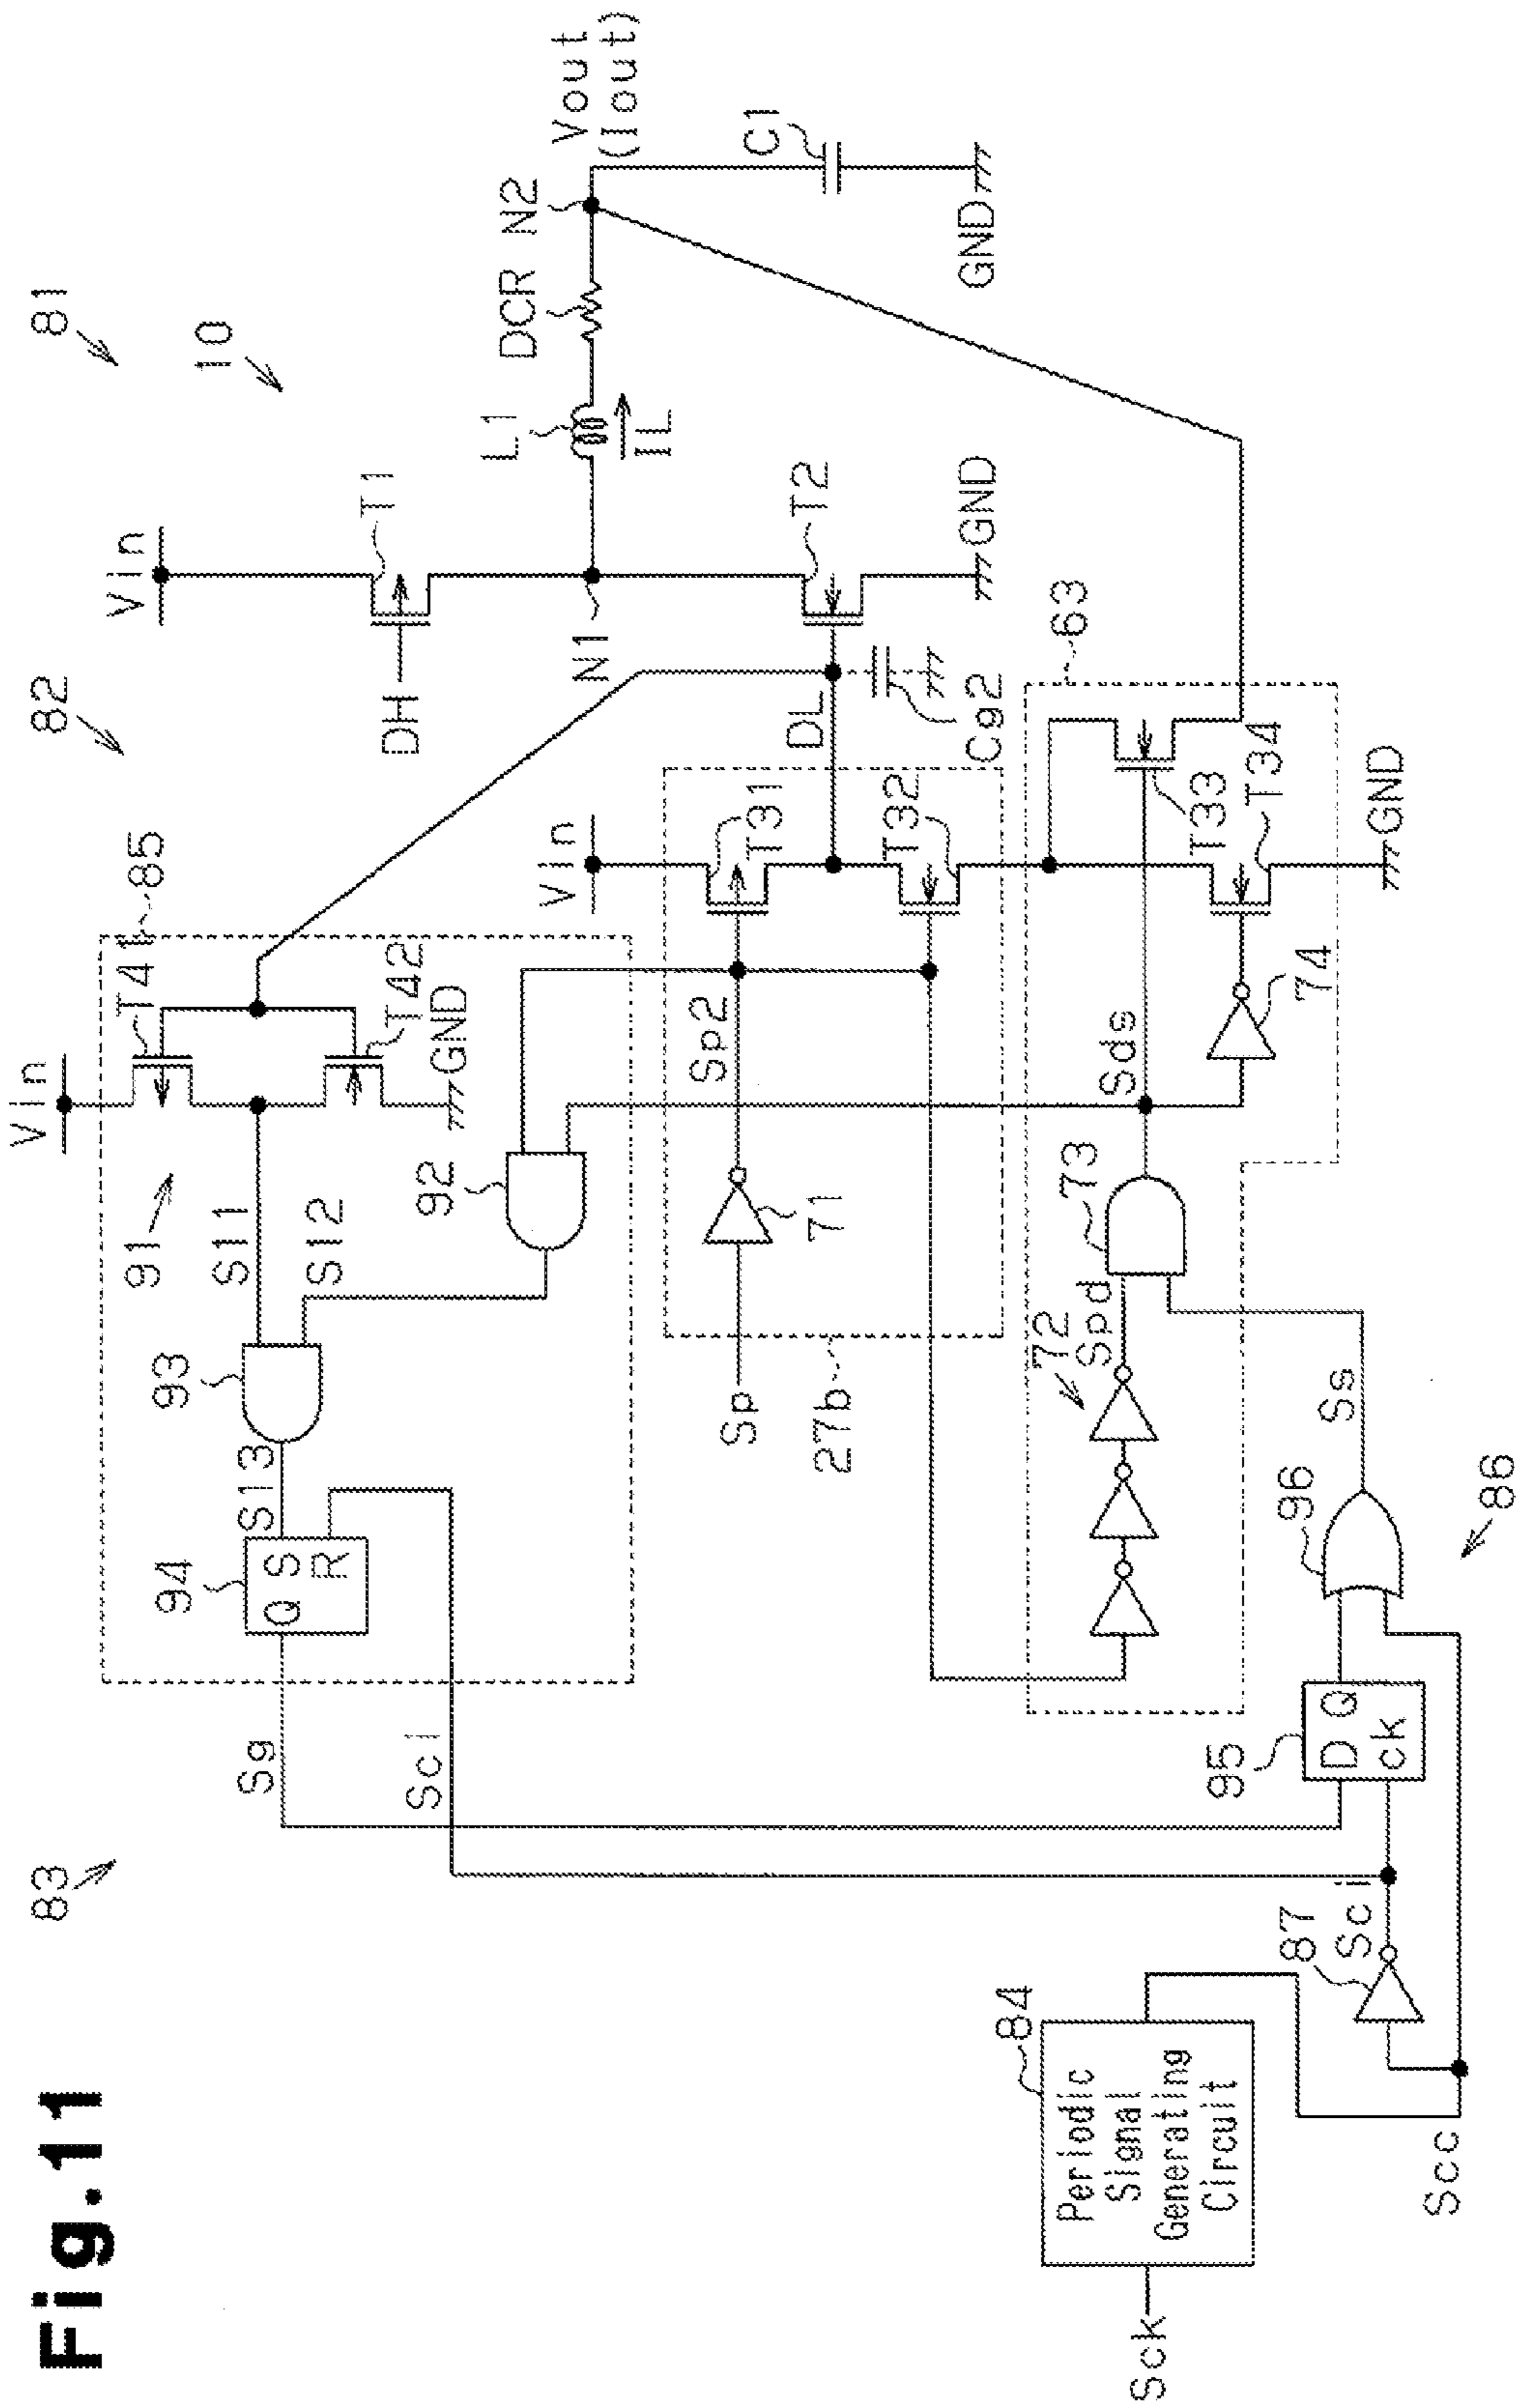 Fig.11
81
10
82
83
Vin
T1
DH
N1
L1
IL
DCR
N2
Vout
(Iout)
C1
GND
T2
GND
DL
Cg2
85
Vin
T41
T42
GND
91
S11
S12
92
93
S13
94
Q S
R
Sg
Sci
Vin
T31
T32
Sp2
71
Sp
27b
63
T33
T34
GND
74
Sds
73
Spd
72
Ss
96
86
95
D Q
ck
Sci
87
84
Periodic
Signal
Generating
Circuit
Sck
Scc